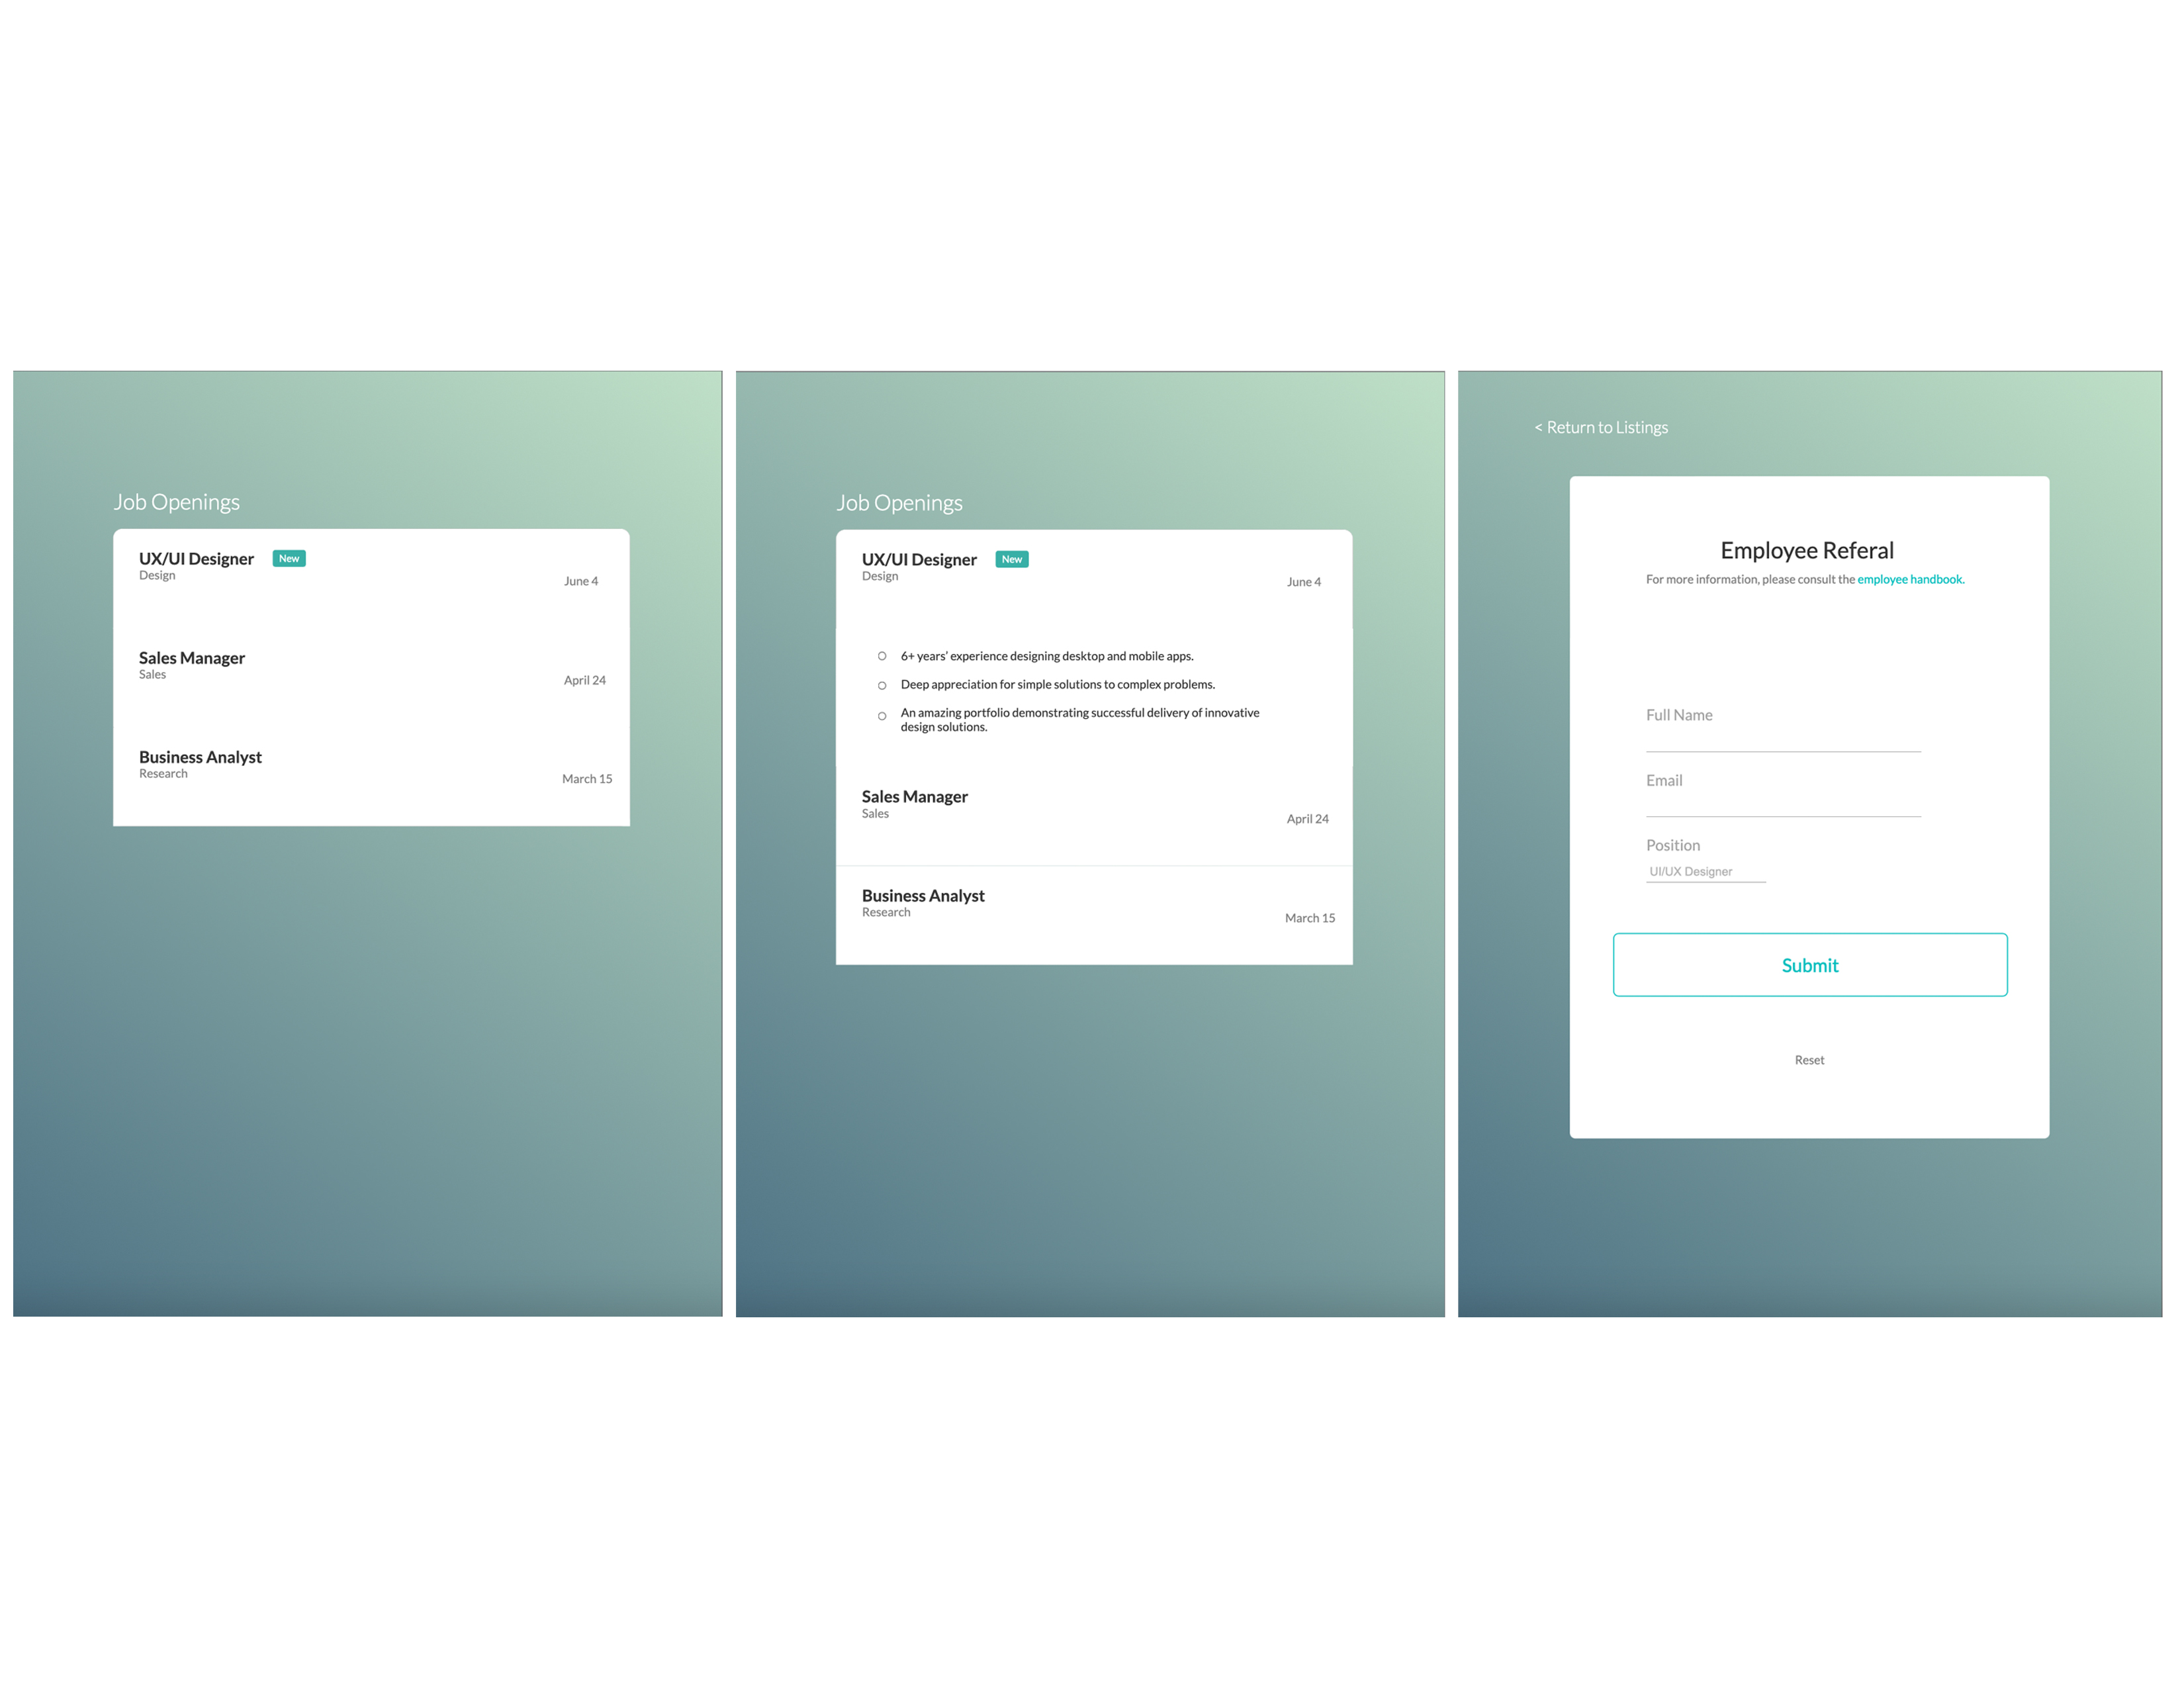 Job Openings
UX/UI Designer New
Design
June 4
Sales Manager
Sales
April 24
Business Analyst
Research
March 15
Job Openings
UX/UI Designer New
Design
June 4
6+ years’ experience designing desktop and mobile apps.
Deep appreciation for simple solutions to complex problems.
An amazing portfolio demonstrating successful delivery of innovative
design solutions.
Sales Manager
Sales
April 24
Business Analyst
Research
March 15
< Return to Listings
Employee Referal
For more information, please consult the employee handbook.
Full Name
Email
Position
UI/UX Designer
Submit
Reset